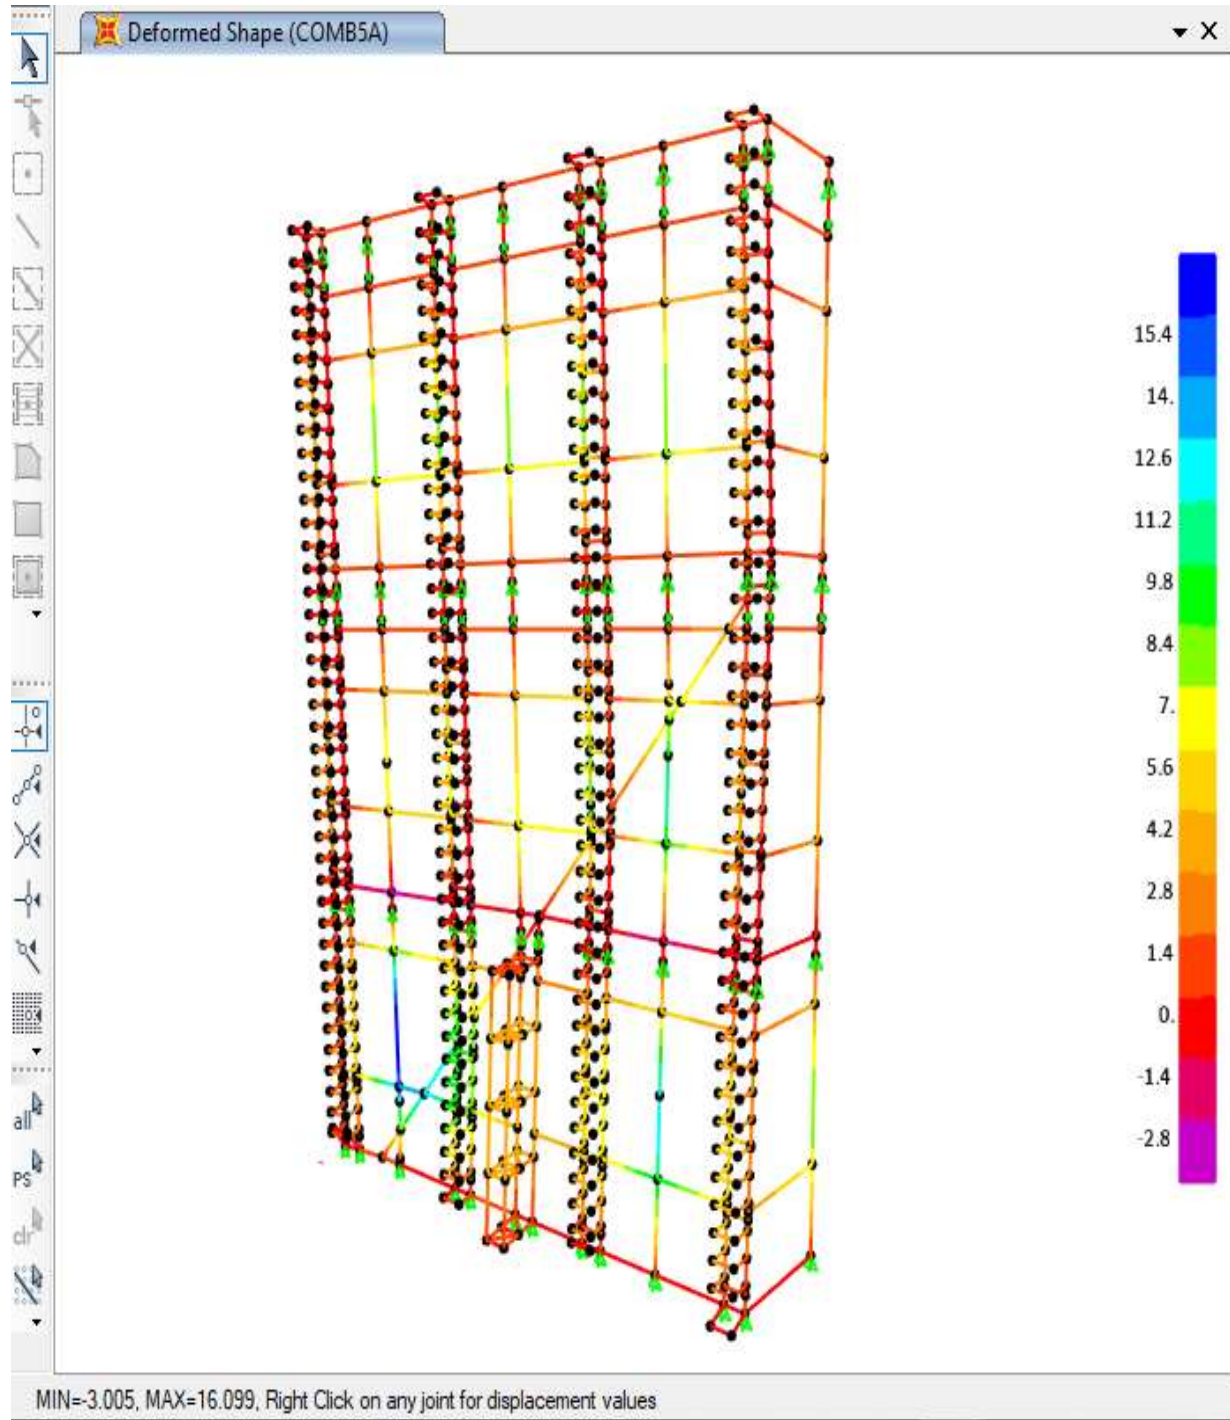 Deformed Shape (COMB5A)
X
15.4
14.
12.6
11.2
9.8
8.4
7.
5.6
4.2
2.8
1.4
0.
-1.4
-2.8
all
PS
clr
MIN=-3.005, MAX=16.099, Right Click on any joint for displacement values